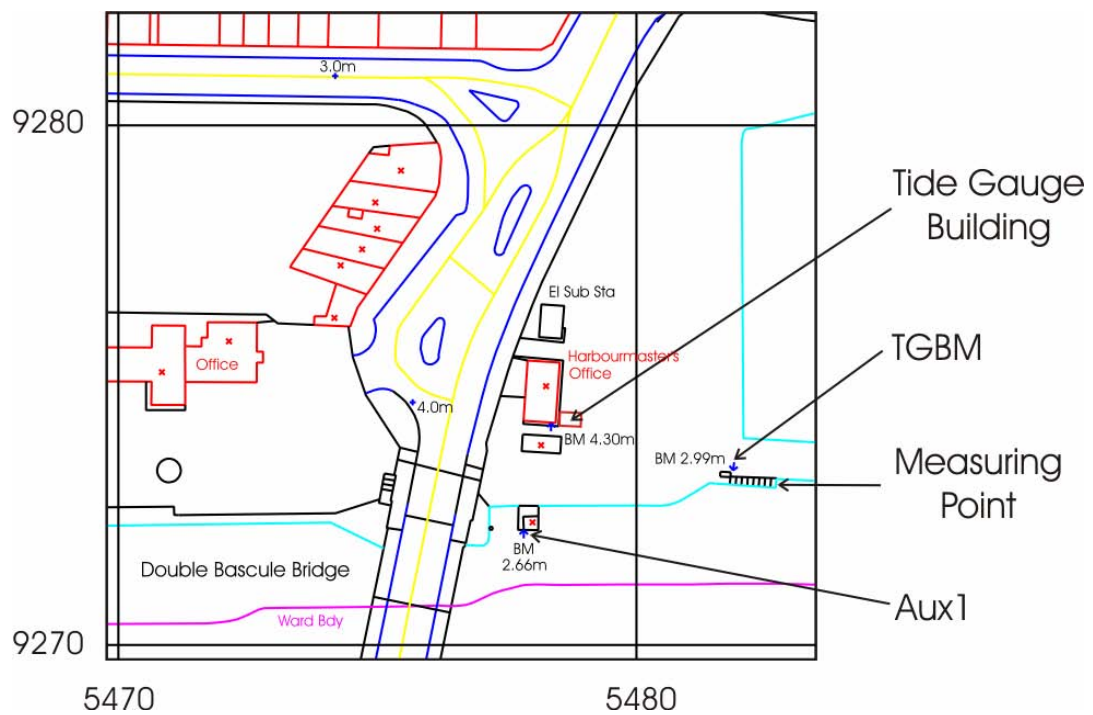 3.0m
9280
Tide Gauge
Building
El Sub Sta
Harbourmaster's
Office
Office
TGBM
4.0m
BM 4.30m
BM 2.99m
Measuring
Point
BM
2.66m
Double Bascule Bridge
Aux1
Ward Bdy
9270
5470
5480